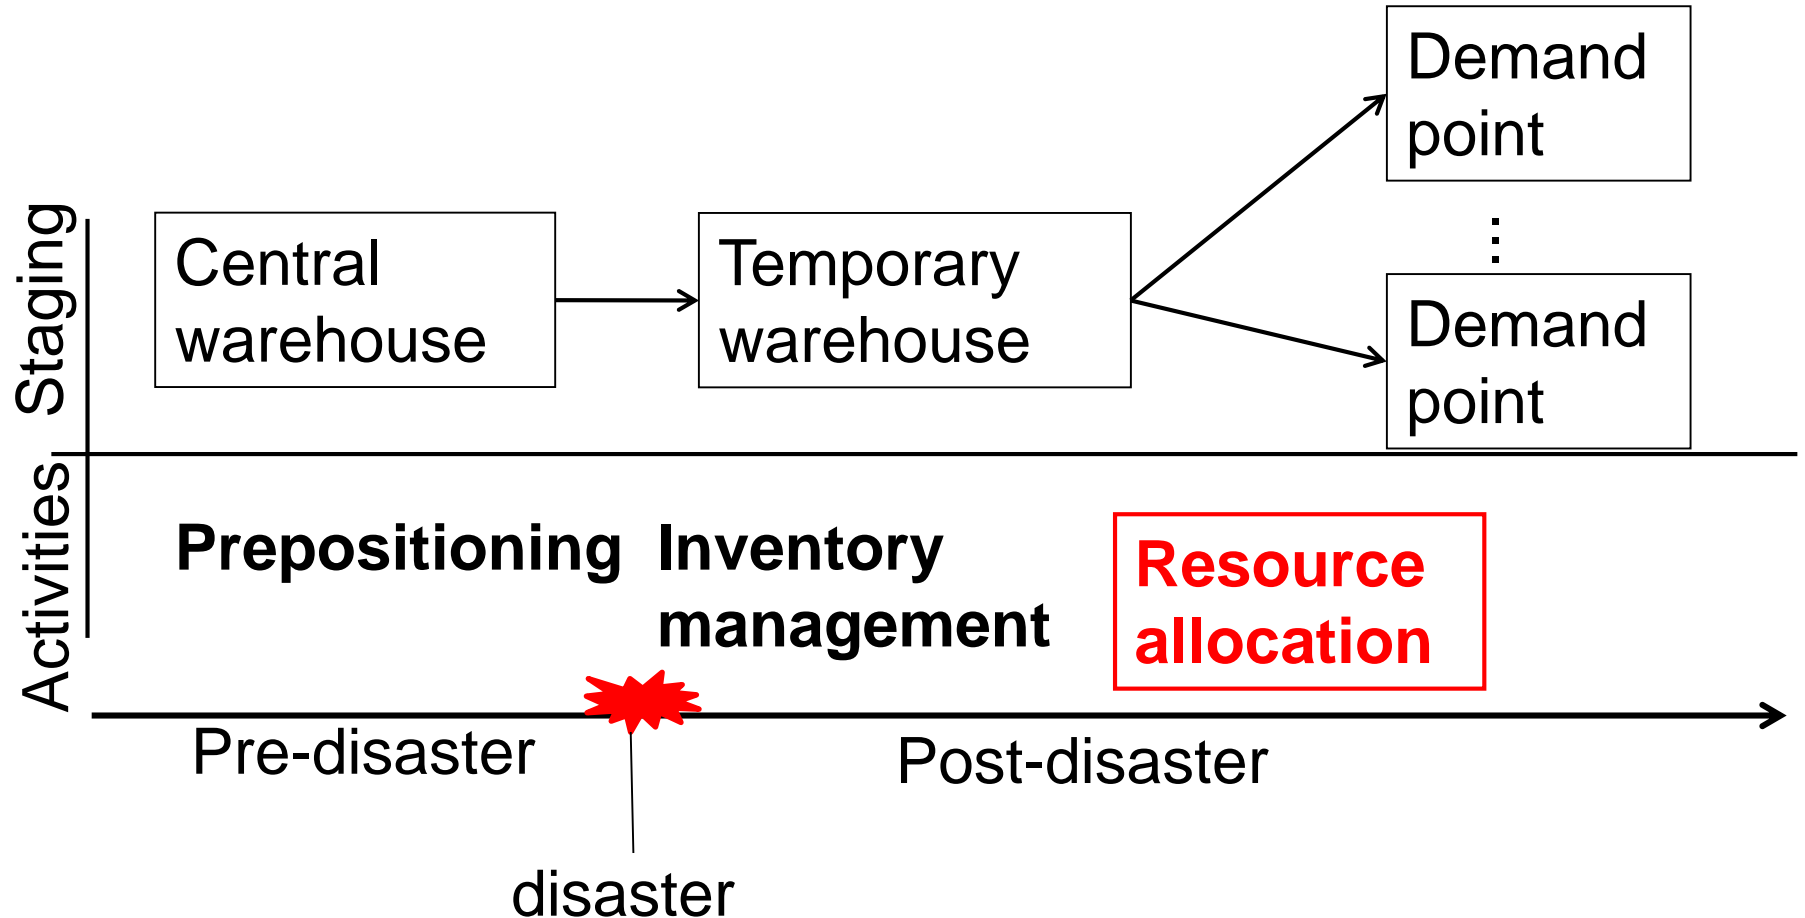 Staging
Central
warehouse
Temporary
warehouse
Demand
point
⋮
Demand
point
Activities
Prepositioning
Inventory
management
Resource
allocation
Pre-disaster
Post-disaster
disaster